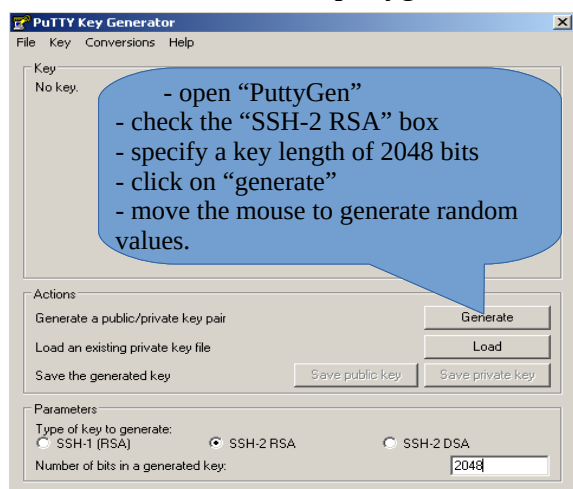 PuTTY Key Generator
File Key Conversions Help
Key
No key.
- open “PuttyGen”
- check the “SSH-2 RSA” box
- specify a key length of 2048 bits
- click on “generate”
- move the mouse to generate random
values.
Actions
Generate a public/private key pair Generate
Load an existing private key file Load
Save the generated key Save public key Save private key
Parameters
Type of key to generate:
SSH-1 (RSA) SSH-2 RSA SSH-2 DSA
Number of bits in a generated key: 2048